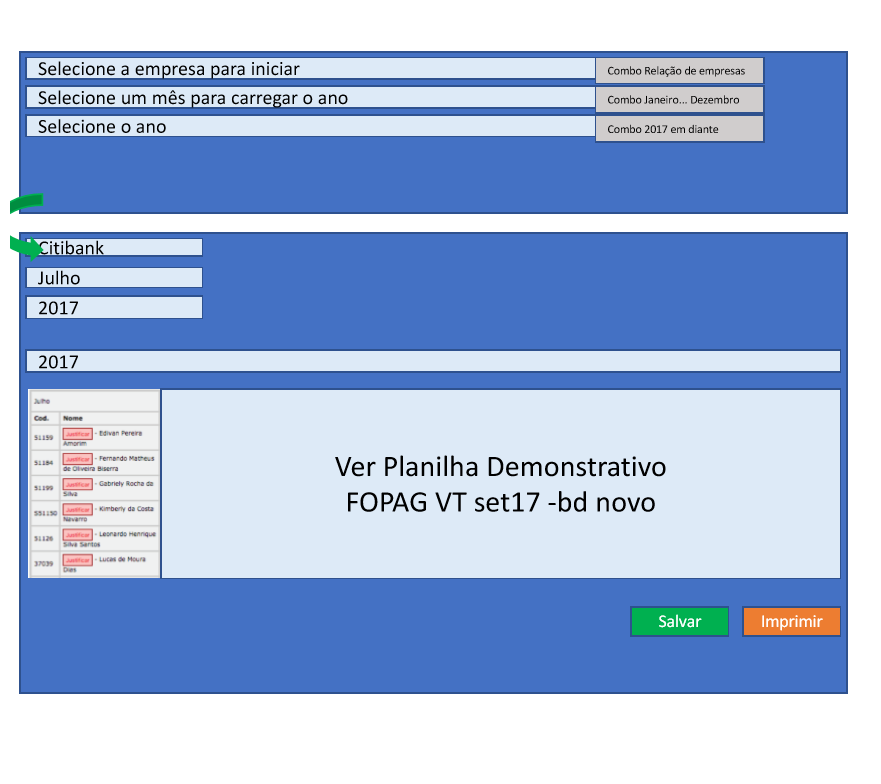 Selecione a empresa para iniciar
Combo Relação de empresas
Selecione um mês para carregar o ano
Combo Janeiro... Dezembro
Selecione o ano
Combo 2017 em diante
Citibank
Julho
2017
2017
Julho
Cod. Nome
51159 Justificar - Edivan Pereira
Amorim
51184 Justificar - Fernando Matheus
de Oliveira Biserra
51199 Justificar - Gabriely Rocha da
Silva
551150 Justificar - Kimberly da Costa
Navarro
51128 Justificar - Leonardo Henrique
Silva Santos
37039 Justificar - Lucas de Moura
Dias
Ver Planilha Demonstrativo
FOPAG VT set17 -bd novo
Salvar
Imprimir